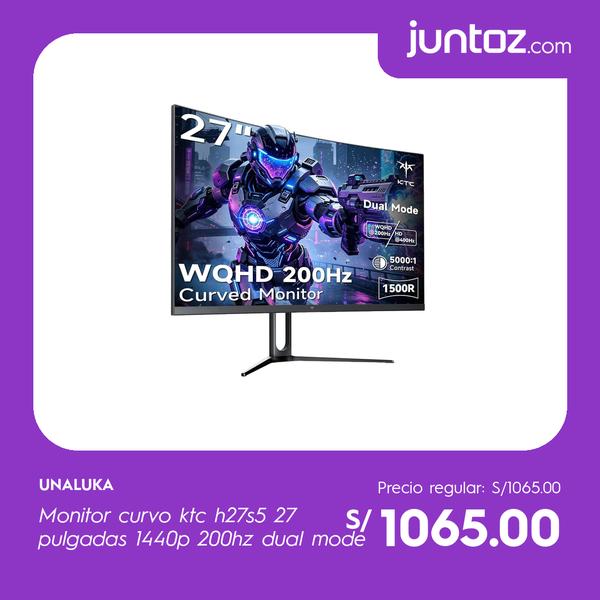 juntoz.com
27"
KTC
Dual Mode
WQHD
@200Hz
HD
@400Hz
5000:1
Contrast
WQHD 200Hz
Curved Monitor
1500R
UNALUKA
Precio regular: S/1065.00
Monitor curvo ktc h27s5 27
pulgadas 1440p 200hz dual mode
S/ 1065.00